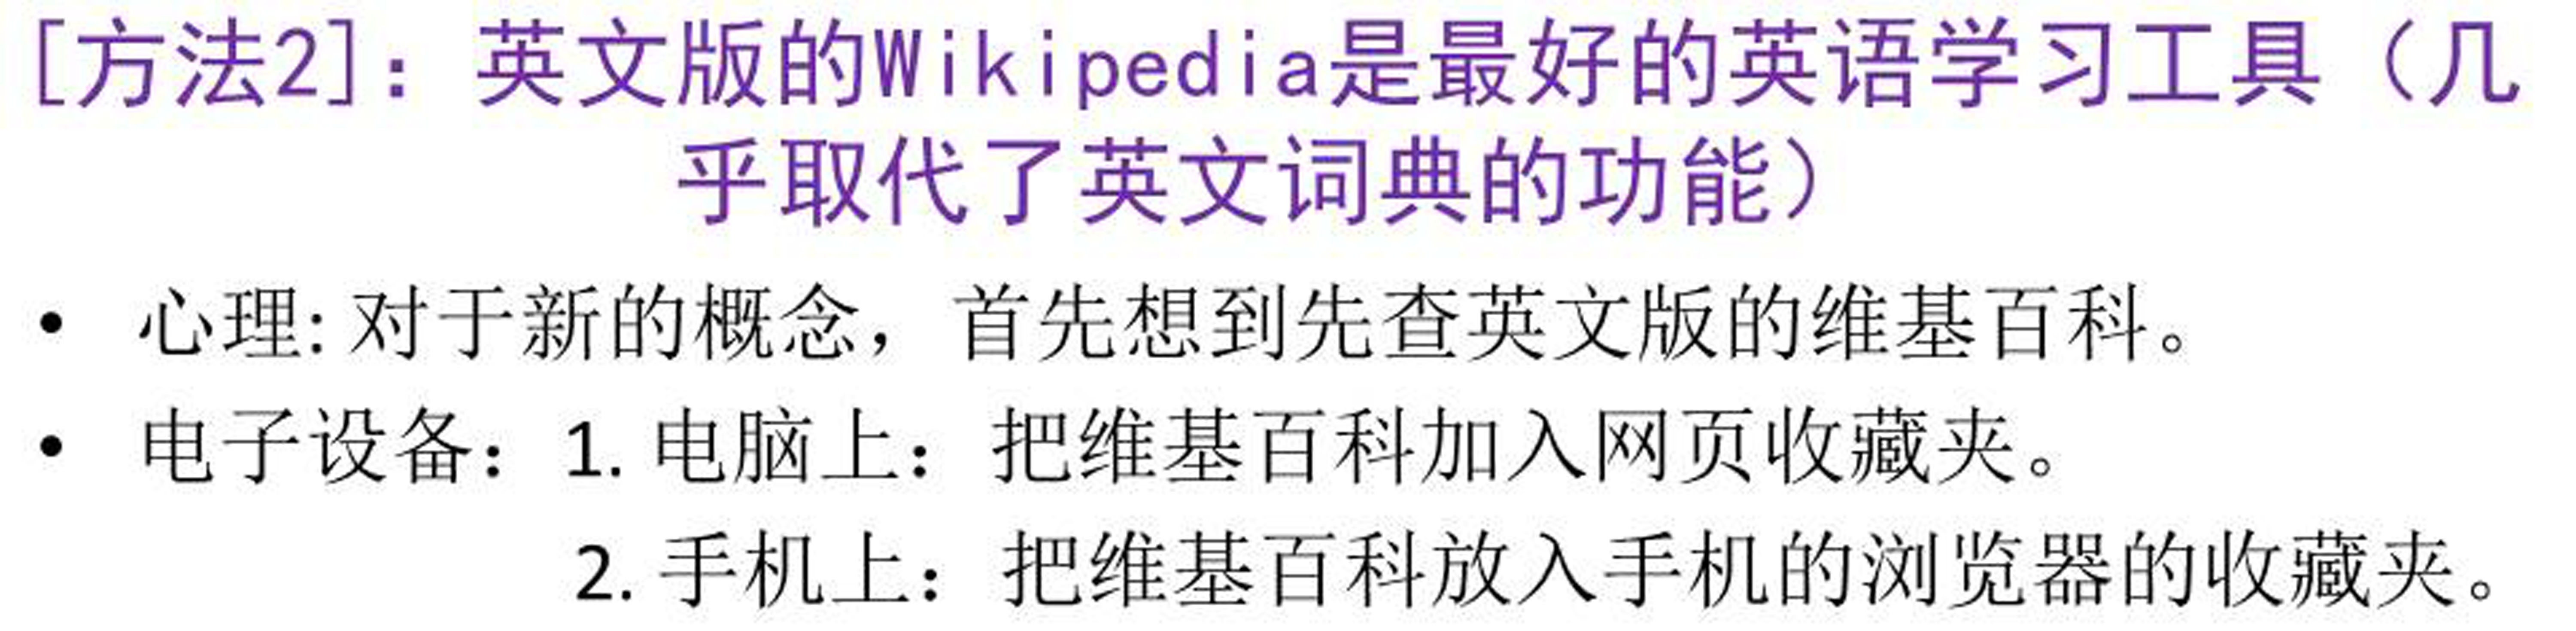 [方法2]：英文版的Wikipedia是最好的英语学习工具（几
乎取代了英文词典的功能）
• 心理: 对于新的概念，首先想到先查英文版的维基百科。
• 电子设备：1. 电脑上：把维基百科加入网页收藏夹。
2. 手机上：把维基百科放入手机的浏览器的收藏夹。